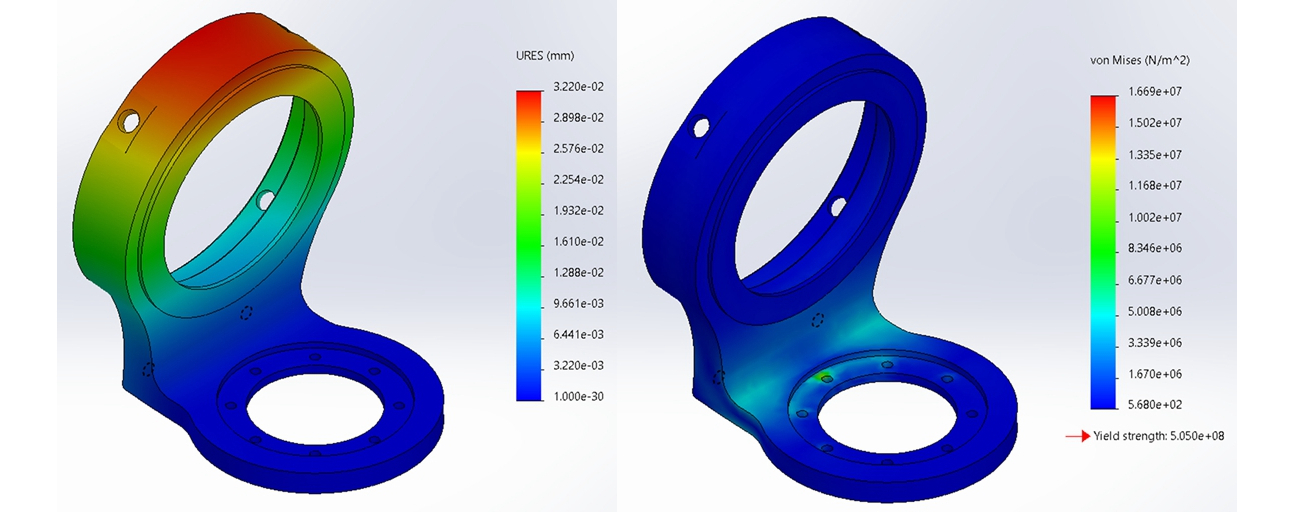 URES (mm)
3.220e-02
2.898e-02
2.576e-02
2.254e-02
1.932e-02
1.610e-02
1.288e-02
9.661e-03
6.441e-03
3.220e-03
1.000e-30
von Mises (N/m^2)
1.669e+07
1.502e+07
1.335e+07
1.168e+07
1.002e+07
8.346e+06
6.677e+06
5.008e+06
3.339e+06
1.670e+06
5.680e+02
Yield strength: 5.050e+08